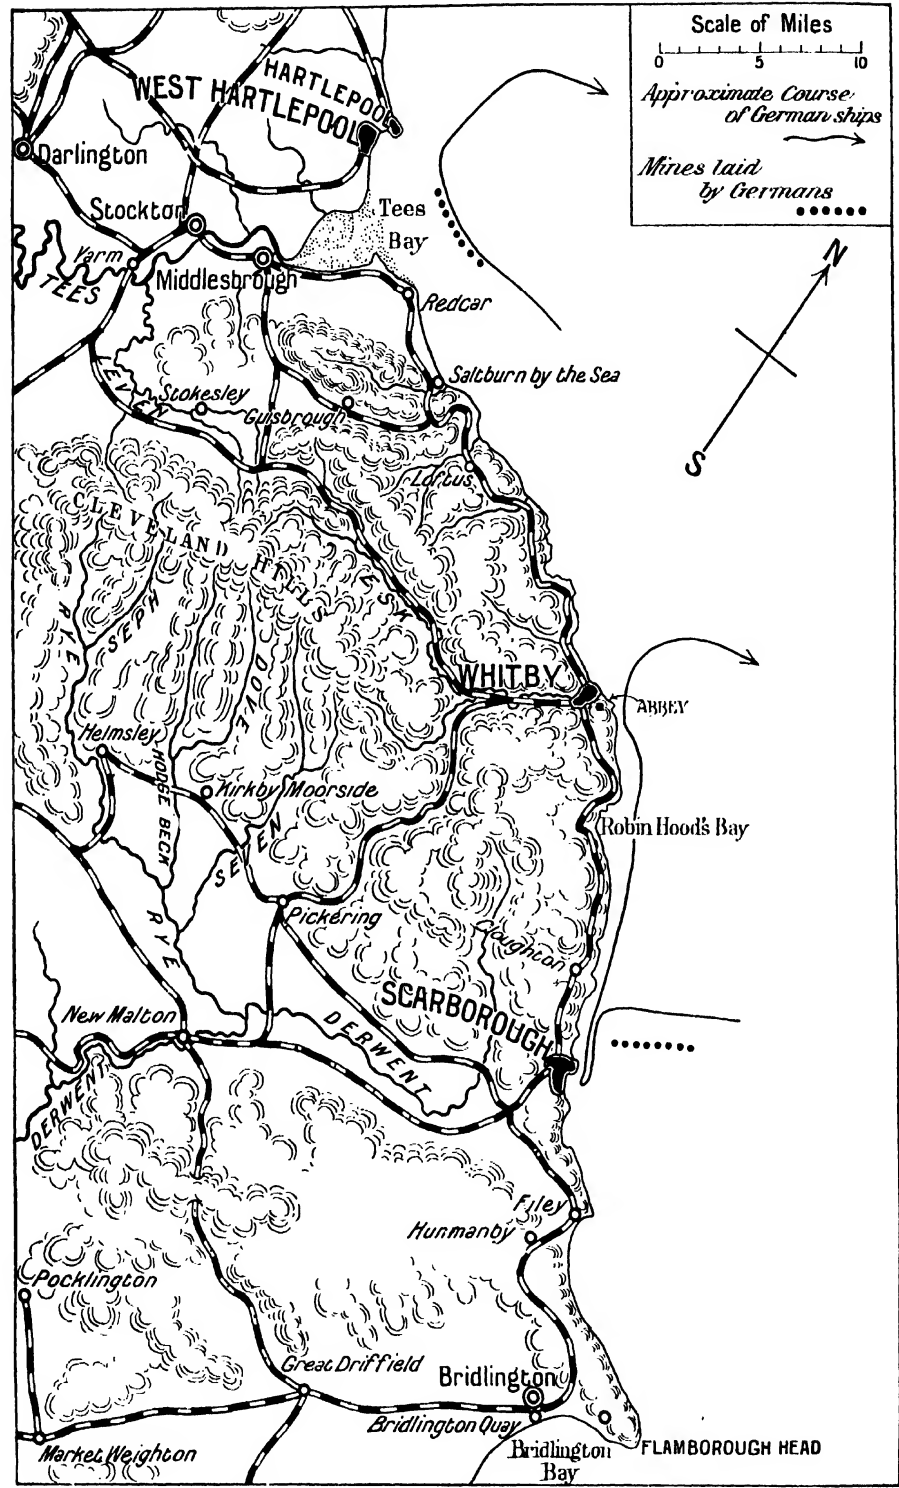 Scale of Miles
0 5 10
Approximate Course
of German ships
Mines laid
by Germans
N
S
HARTLEPOOL
WEST HARTLEPOOL
Darlington
Stockton
Tees
Bay
Yarm
TEES
Middlesbrough
Redcar
Saltburn by the Sea
LEVEN
Stokesley
Guisbrough
Loftus
CLEVELAND HILLS
ESK
RYE
SEPH
DOVE
WHITBY
ABBEY
Helmsley
HODGE BECK
Kirkby Moorside
SEVEN
Robin Hood's Bay
RYE
Pickering
Cloughton
SCARBOROUGH
New Malton
DERWENT
DERWENT
Filey
Hunmanby
Pocklington
Great Driffield
Bridlington
Bridlington Quay
Bridlington
Bay
FLAMBOROUGH HEAD
Market Weighton